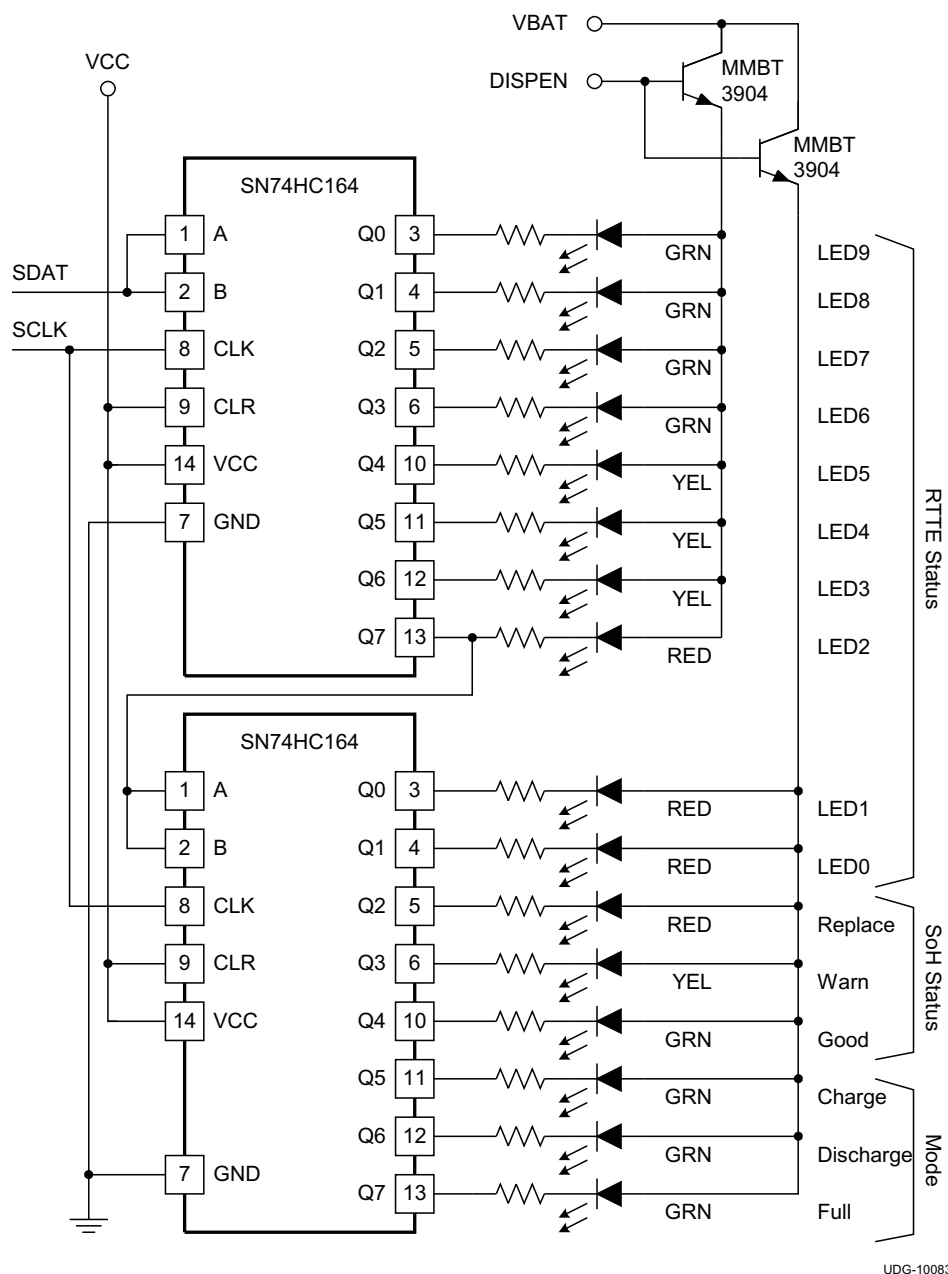 VBAT
VCC
DISPEN
MMBT
3904
MMBT
3904
SN74HC164
1 A Q0 3 GRN LED9
SDAT
2 B Q1 4 GRN LED8
SCLK
8 CLK Q2 5 GRN LED7
9 CLR Q3 6 GRN LED6
14 VCC Q4 10 YEL LED5
7 GND Q5 11 YEL LED4
Q6 12 YEL LED3
Q7 13 RED LED2
RTTE Status
SN74HC164
1 A Q0 3 RED LED1
2 B Q1 4 RED LED0
8 CLK Q2 5 RED Replace
9 CLR Q3 6 YEL Warn
14 VCC Q4 10 GRN Good
SoH Status
Q5 11 GRN Charge
Q6 12 GRN Discharge
7 GND Q7 13 GRN Full
Mode